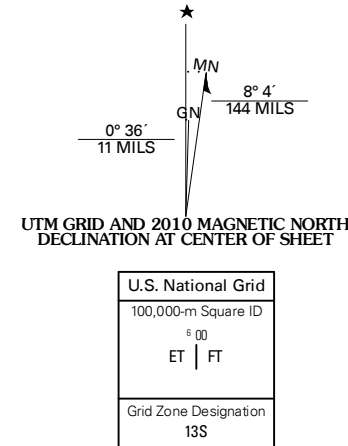 ★
MN
GN
8° 4´
144 MILS
0° 36´
11 MILS
UTM GRID AND 2010 MAGNETIC NORTH
DECLINATION AT CENTER OF SHEET
U.S. National Grid
100,000-m Square ID
6 00
ET | FT
Grid Zone Designation
13S